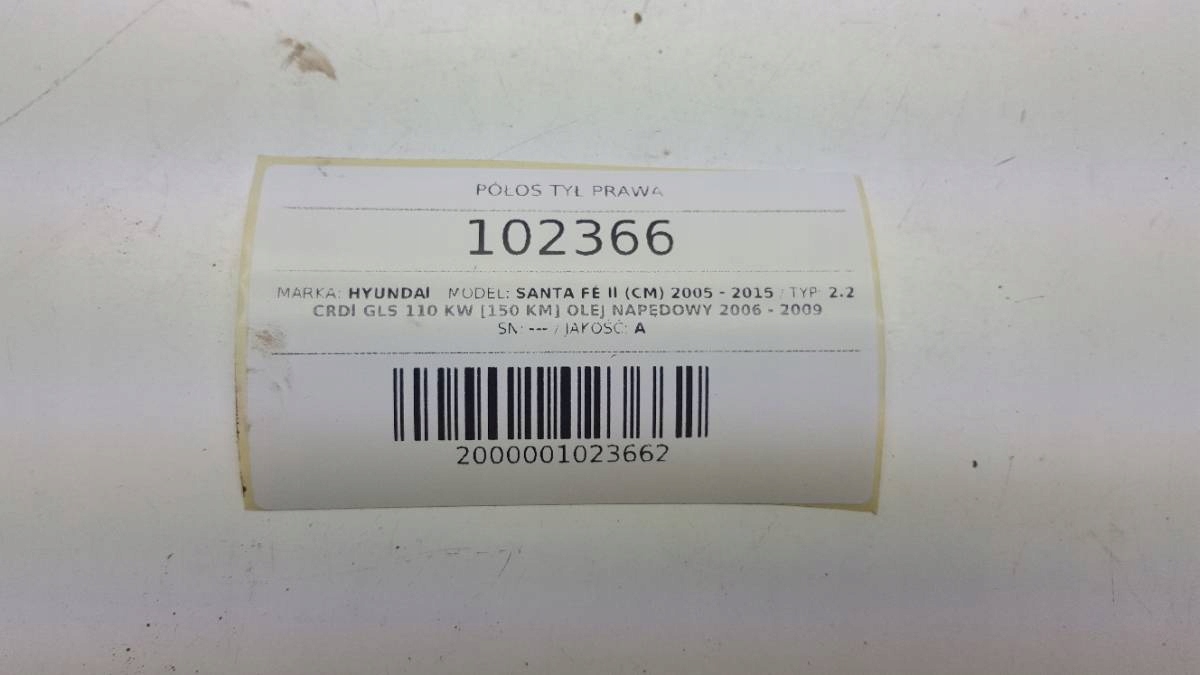 PÓŁOŚ TYŁ PRAWA
102366
MARKA: HYUNDAI MODEL: SANTA FÉ II (CM) 2005 - 2015 / TYP: 2.2
CRDI GLS 110 KW [150 KM] OLEJ NAPĘDOWY 2006 - 2009
SN: --- / JAKOŚĆ: A
2000001023662